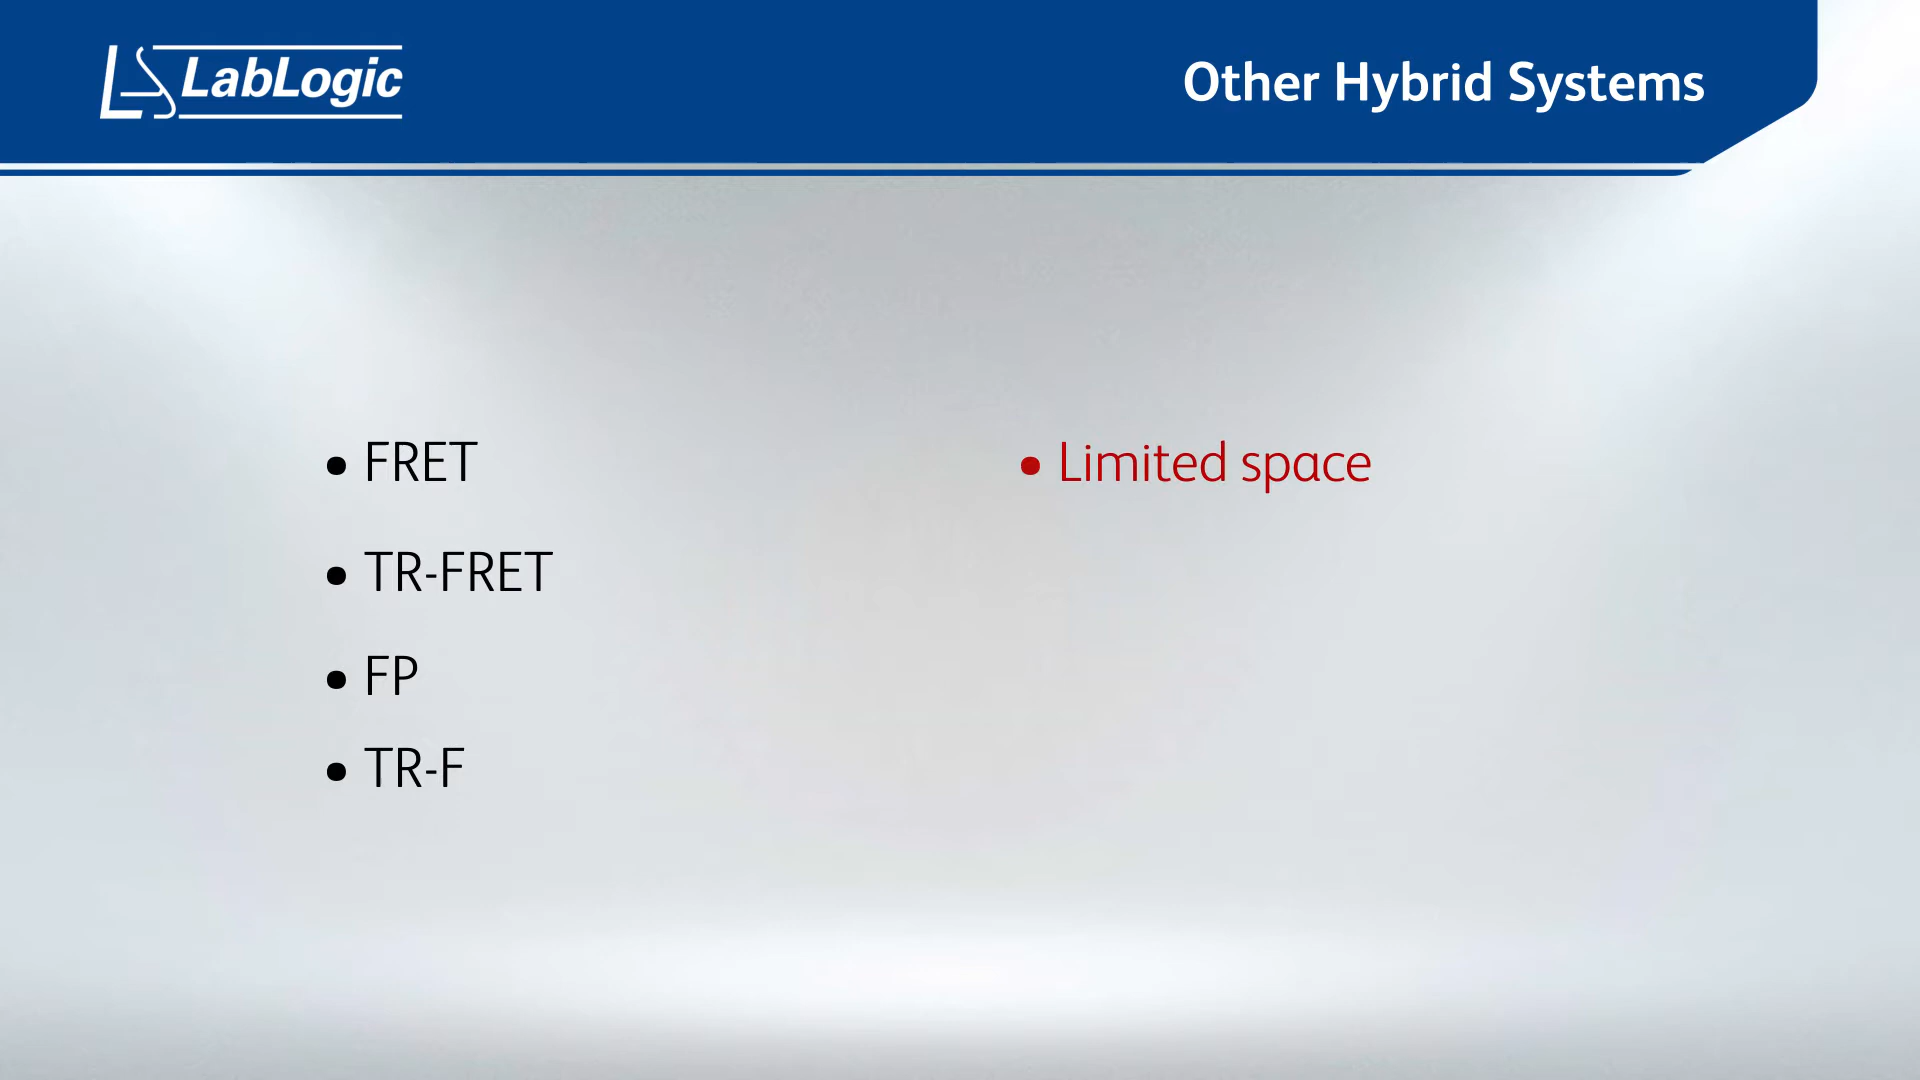 LabLogic
Other Hybrid Systems
• FRET
• TR-FRET
• FP
• TR-F
• Limited space